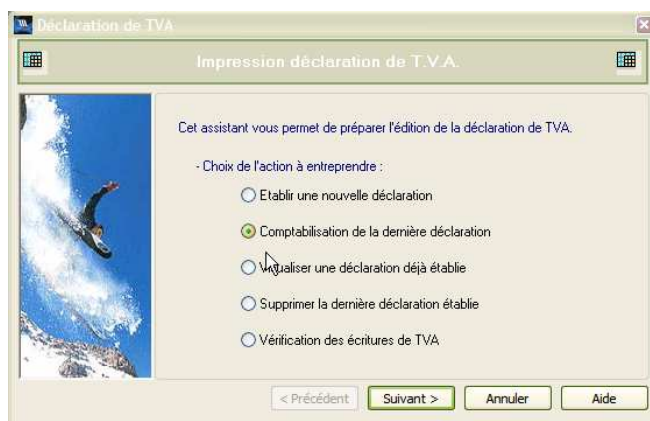 Déclaration de TVA
Impression déclaration de T.V.A.
Cet assistant vous permet de préparer l'édition de la déclaration de TVA.
- Choix de l'action à entreprendre :
Etablir une nouvelle déclaration
Comptabilisation de la dernière déclaration
Visualiser une déclaration déjà établie
Supprimer la dernière déclaration établie
Vérification des écritures de TVA
< Précédent Suivant > Annuler Aide